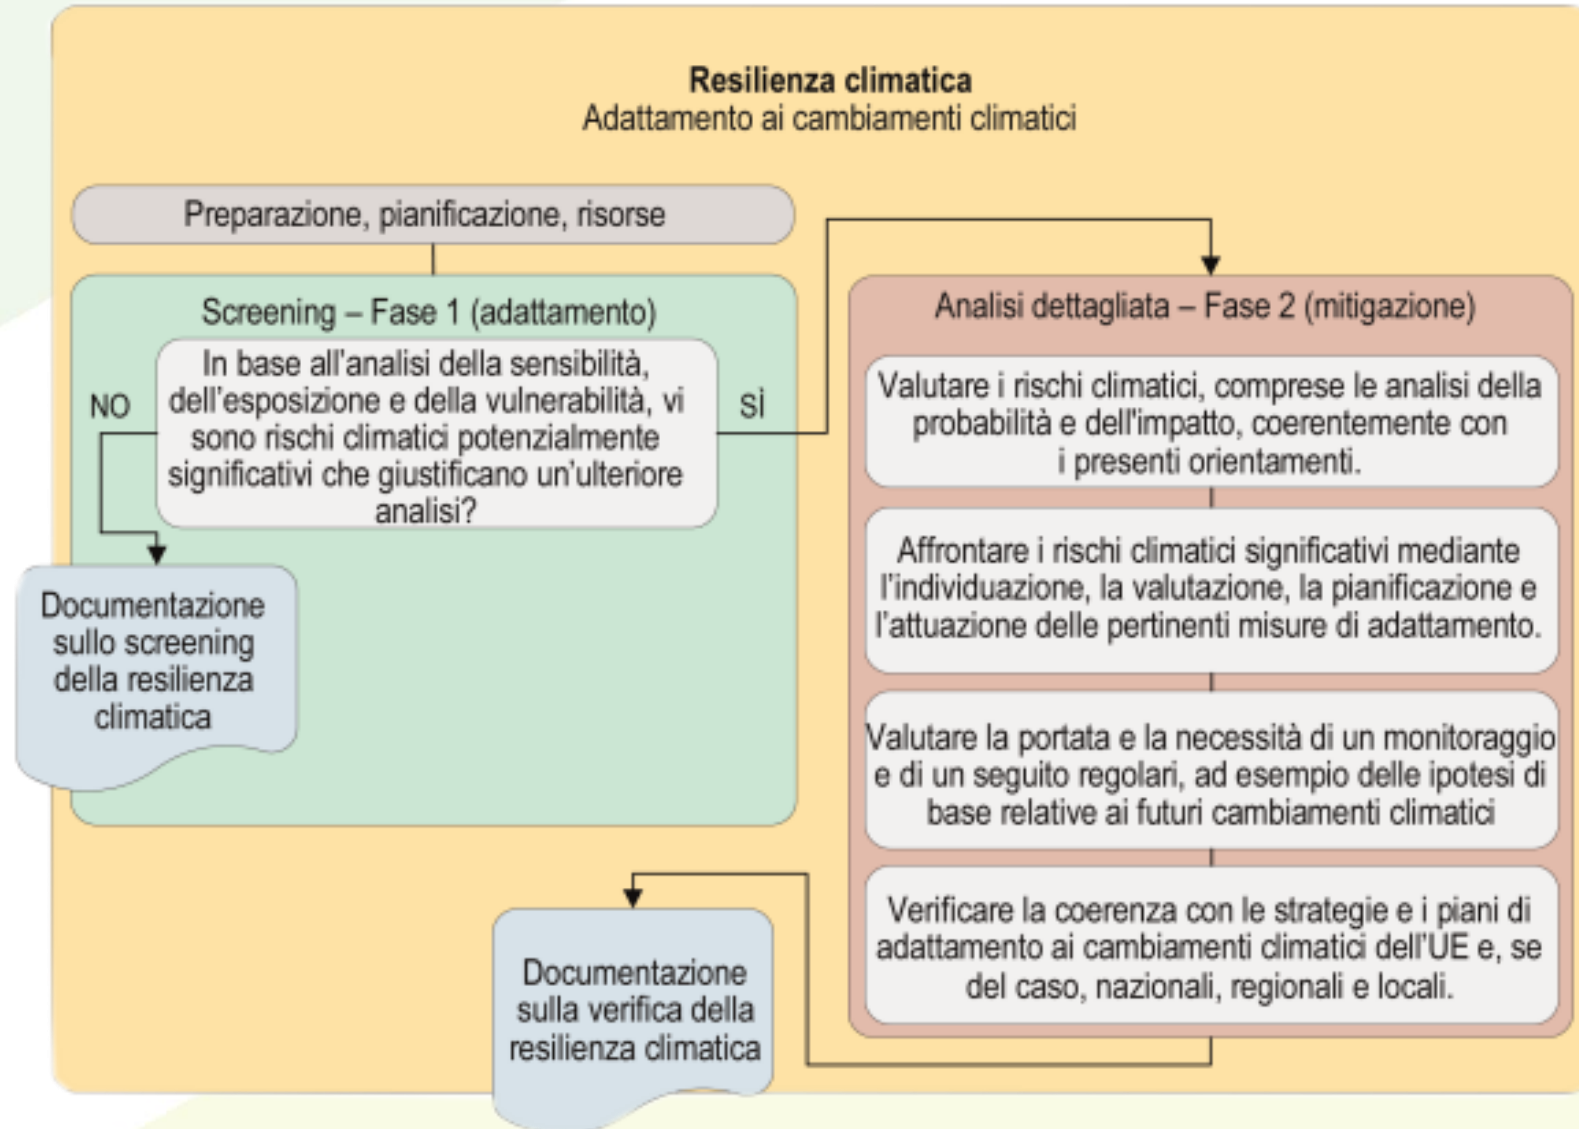 Resilienza climatica
Adattamento ai cambiamenti climatici
Preparazione, pianificazione, risorse
Screening – Fase 1 (adattamento)
In base all'analisi della sensibilità,
dell'esposizione e della vulnerabilità, vi
sono rischi climatici potenzialmente
significativi che giustificano un'ulteriore
analisi?
NO
SÌ
Documentazione
sullo screening
della resilienza
climatica
Analisi dettagliata – Fase 2 (mitigazione)
Valutare i rischi climatici, comprese le analisi della
probabilità e dell'impatto, coerentemente con
i presenti orientamenti.
Affrontare i rischi climatici significativi mediante
l'individuazione, la valutazione, la pianificazione e
l'attuazione delle pertinenti misure di adattamento.
Valutare la portata e la necessità di un monitoraggio
e di un seguito regolari, ad esempio delle ipotesi di
base relative ai futuri cambiamenti climatici
Verificare la coerenza con le strategie e i piani di
adattamento ai cambiamenti climatici dell'UE e, se
del caso, nazionali, regionali e locali.
Documentazione
sulla verifica della
resilienza climatica